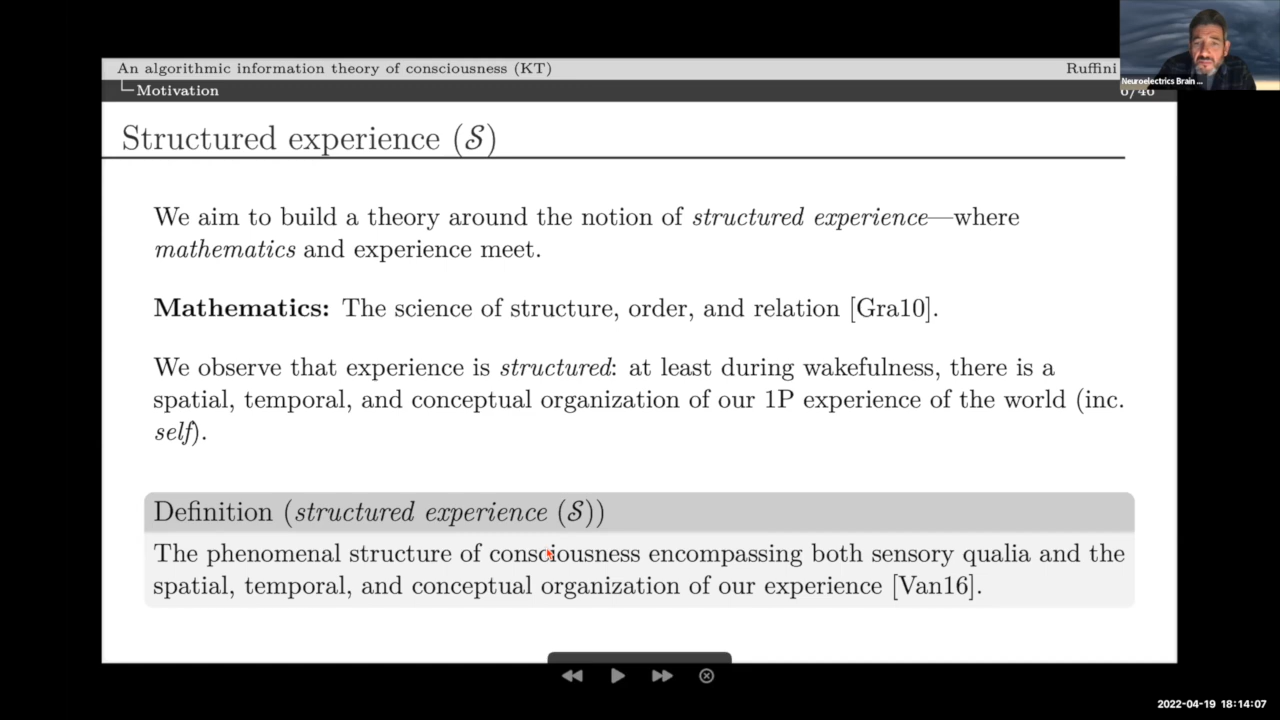 An algorithmic information theory of consciousness (KT)
Ruffini
Motivation
6/46
Neuroelectrics Brain ...
Structured experience (𝒮)
We aim to build a theory around the notion of structured experience—where
mathematics and experience meet.
Mathematics: The science of structure, order, and relation [Gra10].
We observe that experience is structured: at least during wakefulness, there is a
spatial, temporal, and conceptual organization of our 1P experience of the world (inc.
self).
Definition (structured experience (𝒮))
The phenomenal structure of consciousness encompassing both sensory qualia and the
spatial, temporal, and conceptual organization of our experience [Van16].
2022-04-19 18:14:07